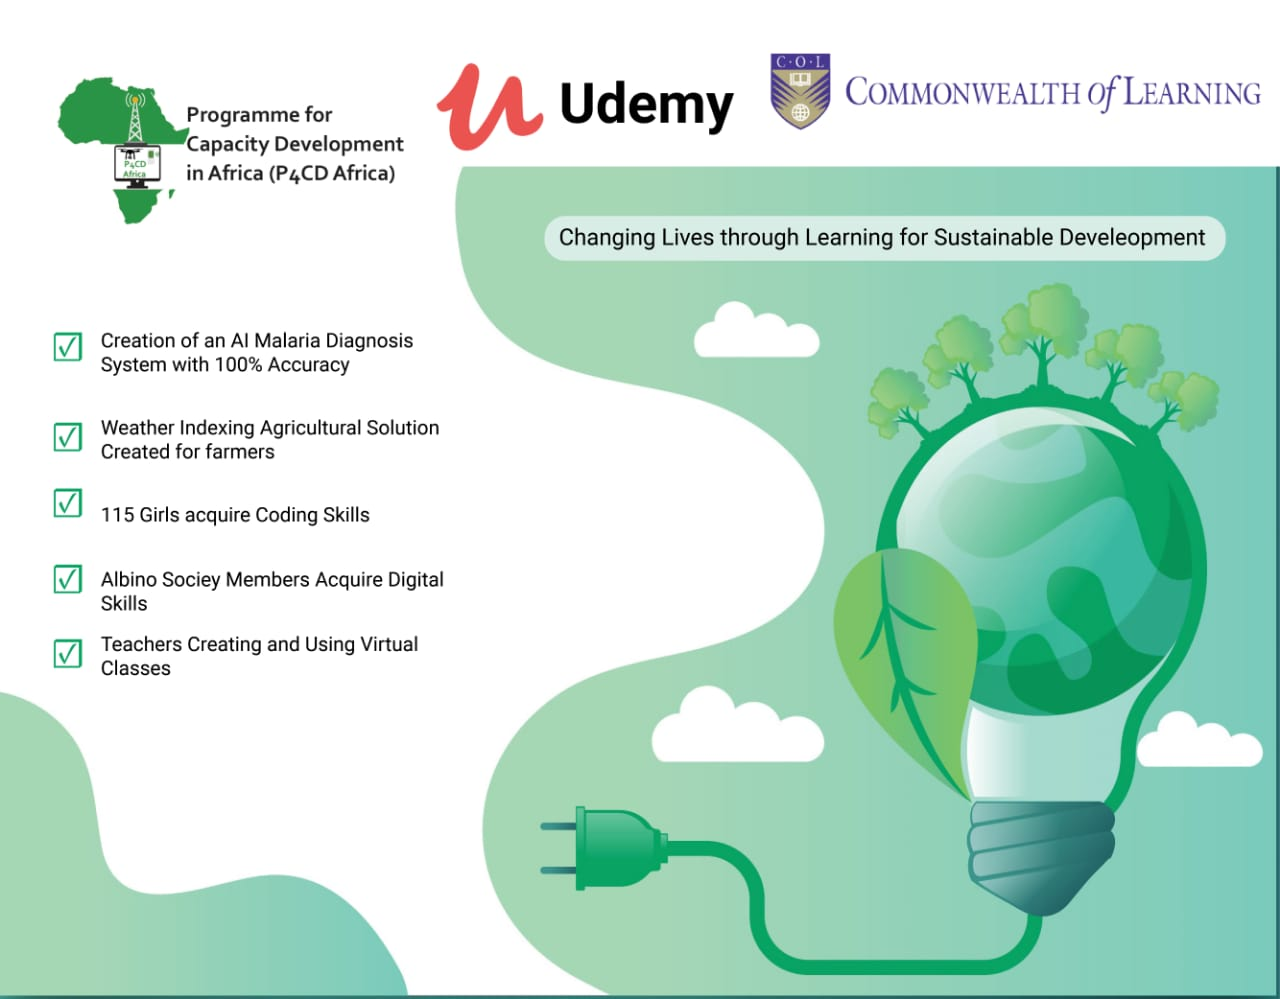 Programme for
Capacity Development
in Africa (P4CD Africa)
P4CD
Africa
Udemy
C·O·L
COMMONWEALTH of LEARNING
Changing Lives through Learning for Sustainable Develeopment
Creation of an AI Malaria Diagnosis
System with 100% Accuracy
Weather Indexing Agricultural Solution
Created for farmers
115 Girls acquire Coding Skills
Albino Sociey Members Acquire Digital
Skills
Teachers Creating and Using Virtual
Classes